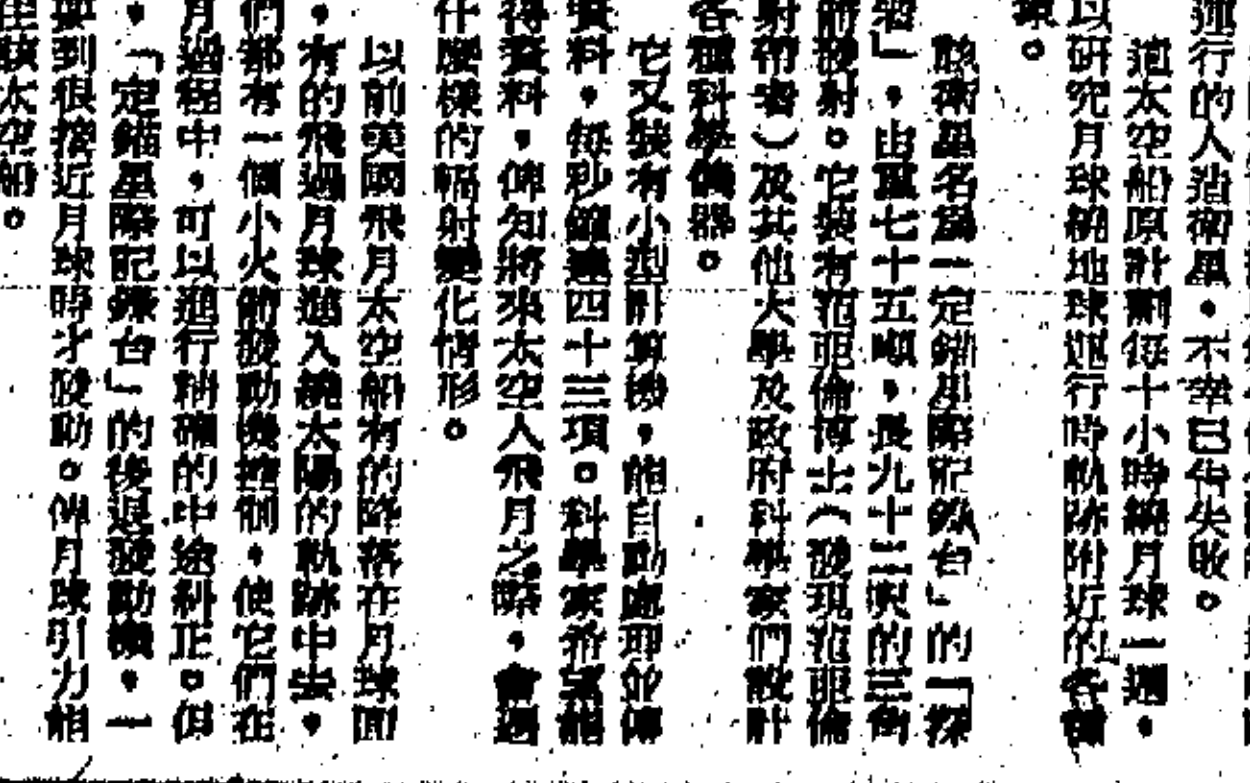 運行的人造衛星，不幸已告失敗。
這太空船原計劃每十小時繞月球一週，
以研究月球繞地球運行時軌跡附近的各種
線。
該衛星名為一定錨星際記錄台」的「探
」，由重七十五順，長九十二呎的三角
箭發射。它裝有范亞倫博士（發現范亞倫
射帶者）及其他大學及政府科學家們設計
各種科學儀器。
它又裝有小型計算機，能自動處理並傳
資料，每秒鐘達四十三項。科學家希望能
得資料，俾知將來太空人飛月之際，會遇
什麼樣的輻射變化情形。
以前美國飛月太空船有的降落在月球面
，有的飛過月球進入繞太陽的軌跡中去，
們都有一個小火箭發動機控制，使它們在
月過程中，可以進行精確的中途糾正。但
，「定錨星際記錄台」的後退發動機，一
要到很接近月球時才發動。俾月球引力能
住該太空船。